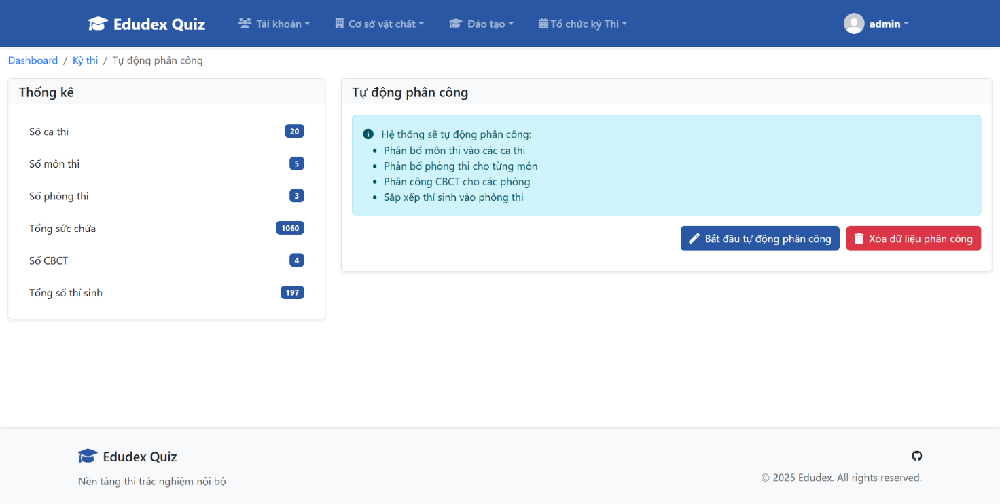 Edudex Quiz
Tài khoản
Cơ sở vật chất
Đào tạo
Tổ chức kỳ Thi
admin
Dashboard / Kỳ thi / Tự động phân công
Thống kê
Số ca thi 20
Số môn thi 5
Số phòng thi 3
Tổng sức chứa 1060
Số CBCT 4
Tổng số thí sinh 197
Tự động phân công
Hệ thống sẽ tự động phân công:
• Phân bổ môn thi vào các ca thi
• Phân bổ phòng thi cho từng môn
• Phân công CBCT cho các phòng
• Sắp xếp thí sinh vào phòng thi
Bắt đầu tự động phân công
Xóa dữ liệu phân công
Edudex Quiz
Nền tảng thi trắc nghiệm nội bộ
© 2025 Edudex. All rights reserved.